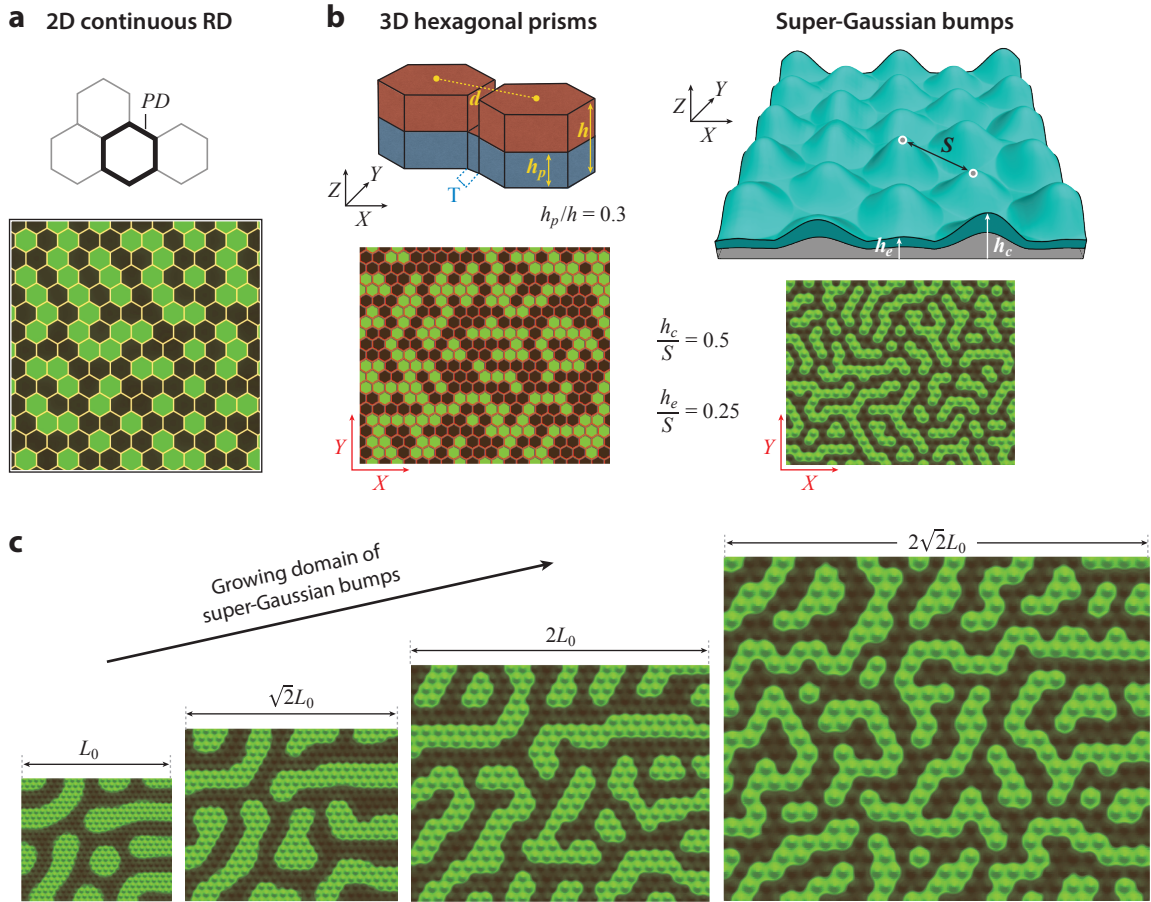 a 2D continuous RD
PD
b 3D hexagonal prisms
d
h
h_p
Z
Y
X
T
h_p/h = 0.3
Y
X
Super-Gaussian bumps
Z
Y
X
S
h_e
h_c
h_c/S = 0.5
h_e/S = 0.25
Y
X
c
Growing domain of
super-Gaussian bumps
L_0
√2L_0
2L_0
2√2L_0